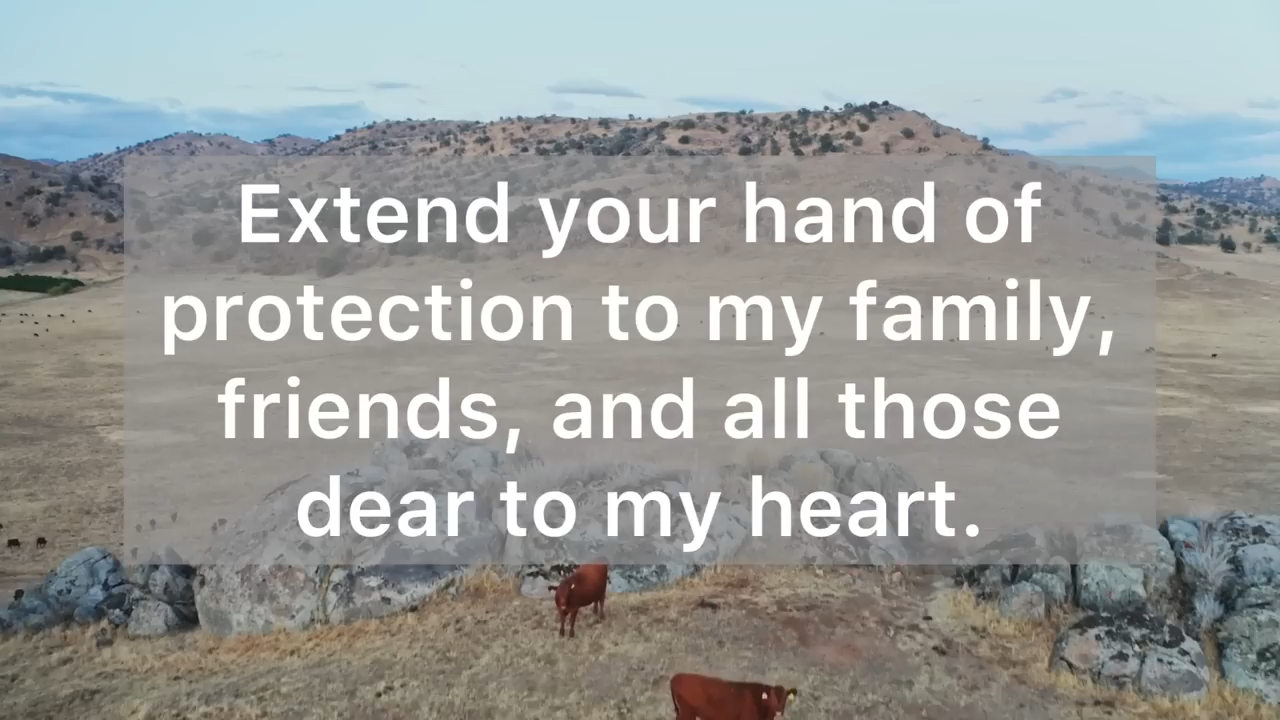 Extend your hand of
protection to my family,
friends, and all those
dear to my heart.